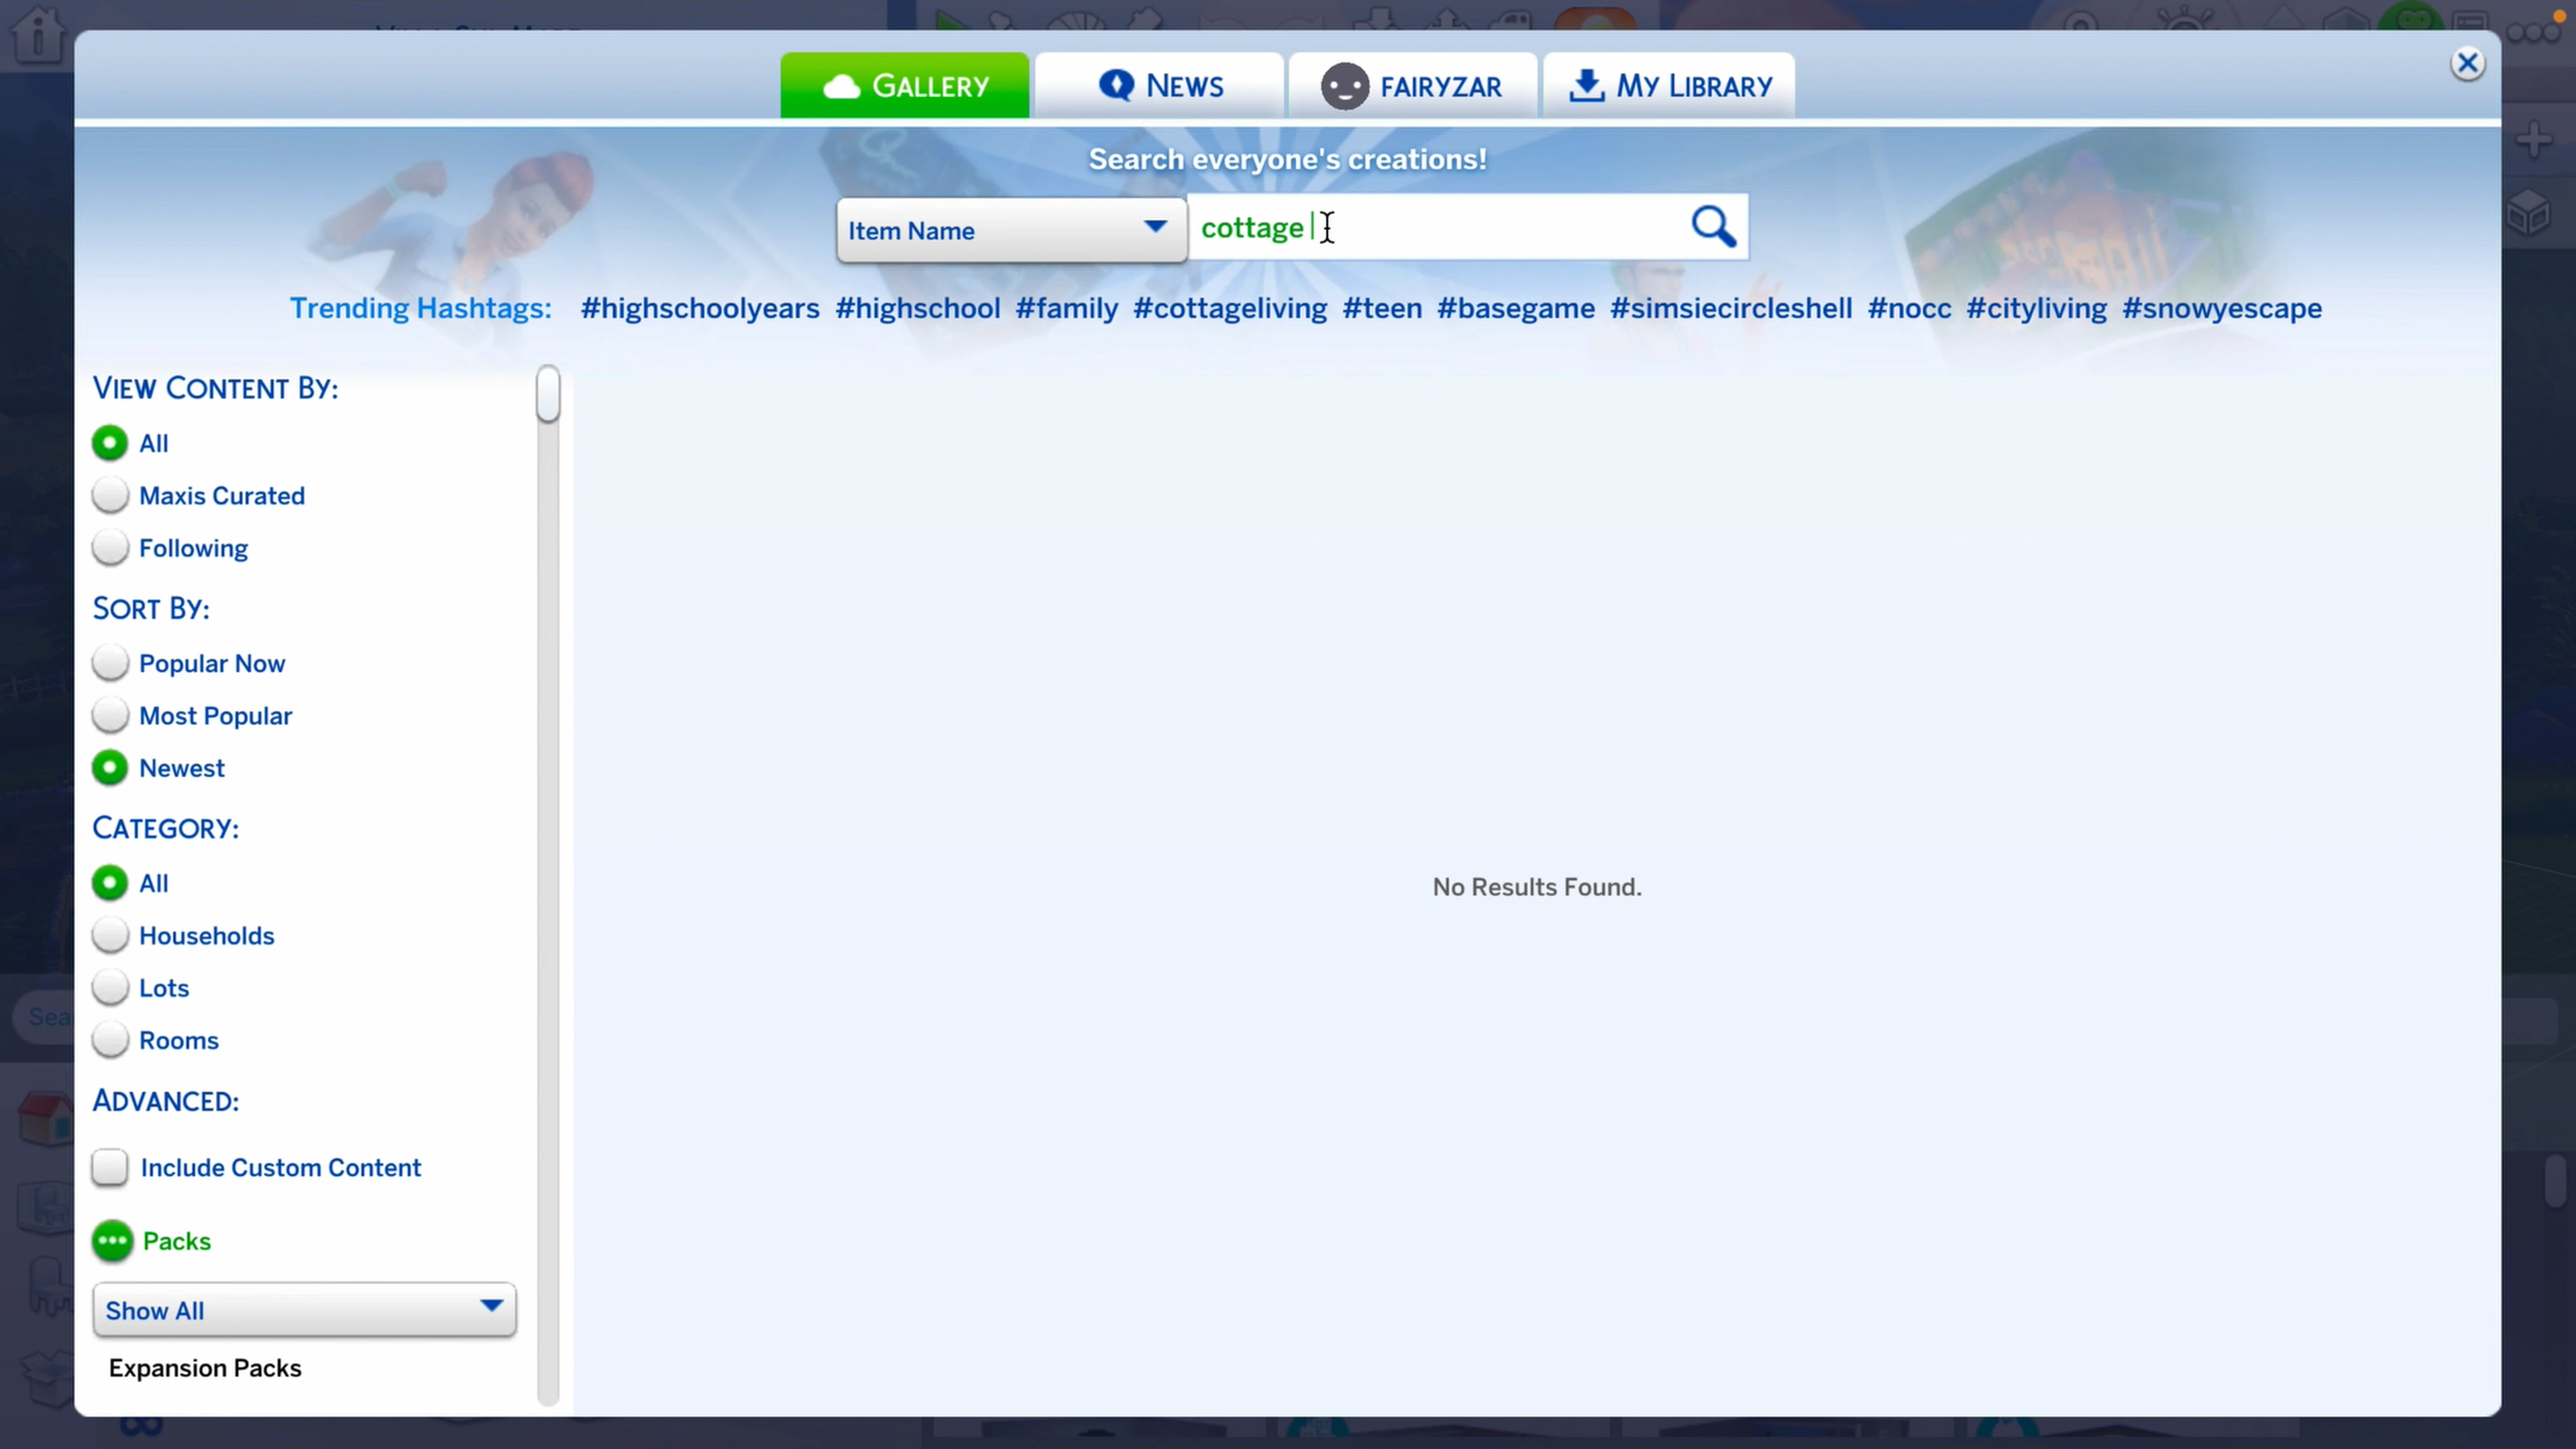 GALLERY
NEWS
FAIRYZAR
MY LIBRARY
Search everyone's creations!
Item Name
cottage
Trending Hashtags: #highschoolyears #highschool #family #cottageliving #teen #basegame #simsiecircleshell #nocc #cityliving #snowyescape
VIEW CONTENT BY:
All
Maxis Curated
Following
SORT BY:
Popular Now
Most Popular
Newest
CATEGORY:
All
Households
Lots
Rooms
ADVANCED:
Include Custom Content
Packs
Show All
Expansion Packs
No Results Found.
Sea